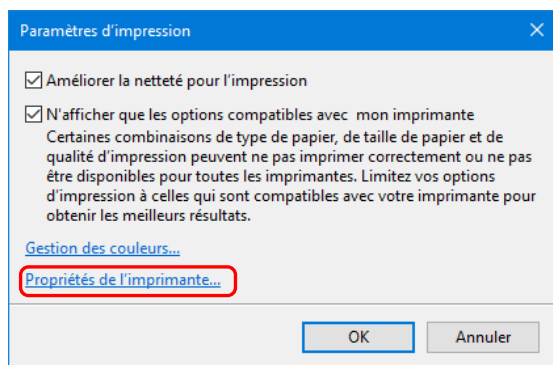 Paramètres d'impression
Améliorer la netteté pour l'impression
N'afficher que les options compatibles avec  mon imprimante
Certaines combinaisons de type de papier, de taille de papier et de
qualité d'impression peuvent ne pas imprimer correctement ou ne pas
être disponibles pour toutes les imprimantes. Limitez vos options
d'impression à celles qui sont compatibles avec votre imprimante pour
obtenir les meilleurs résultats.
Gestion des couleurs...
Propriétés de l'imprimante...
OK Annuler